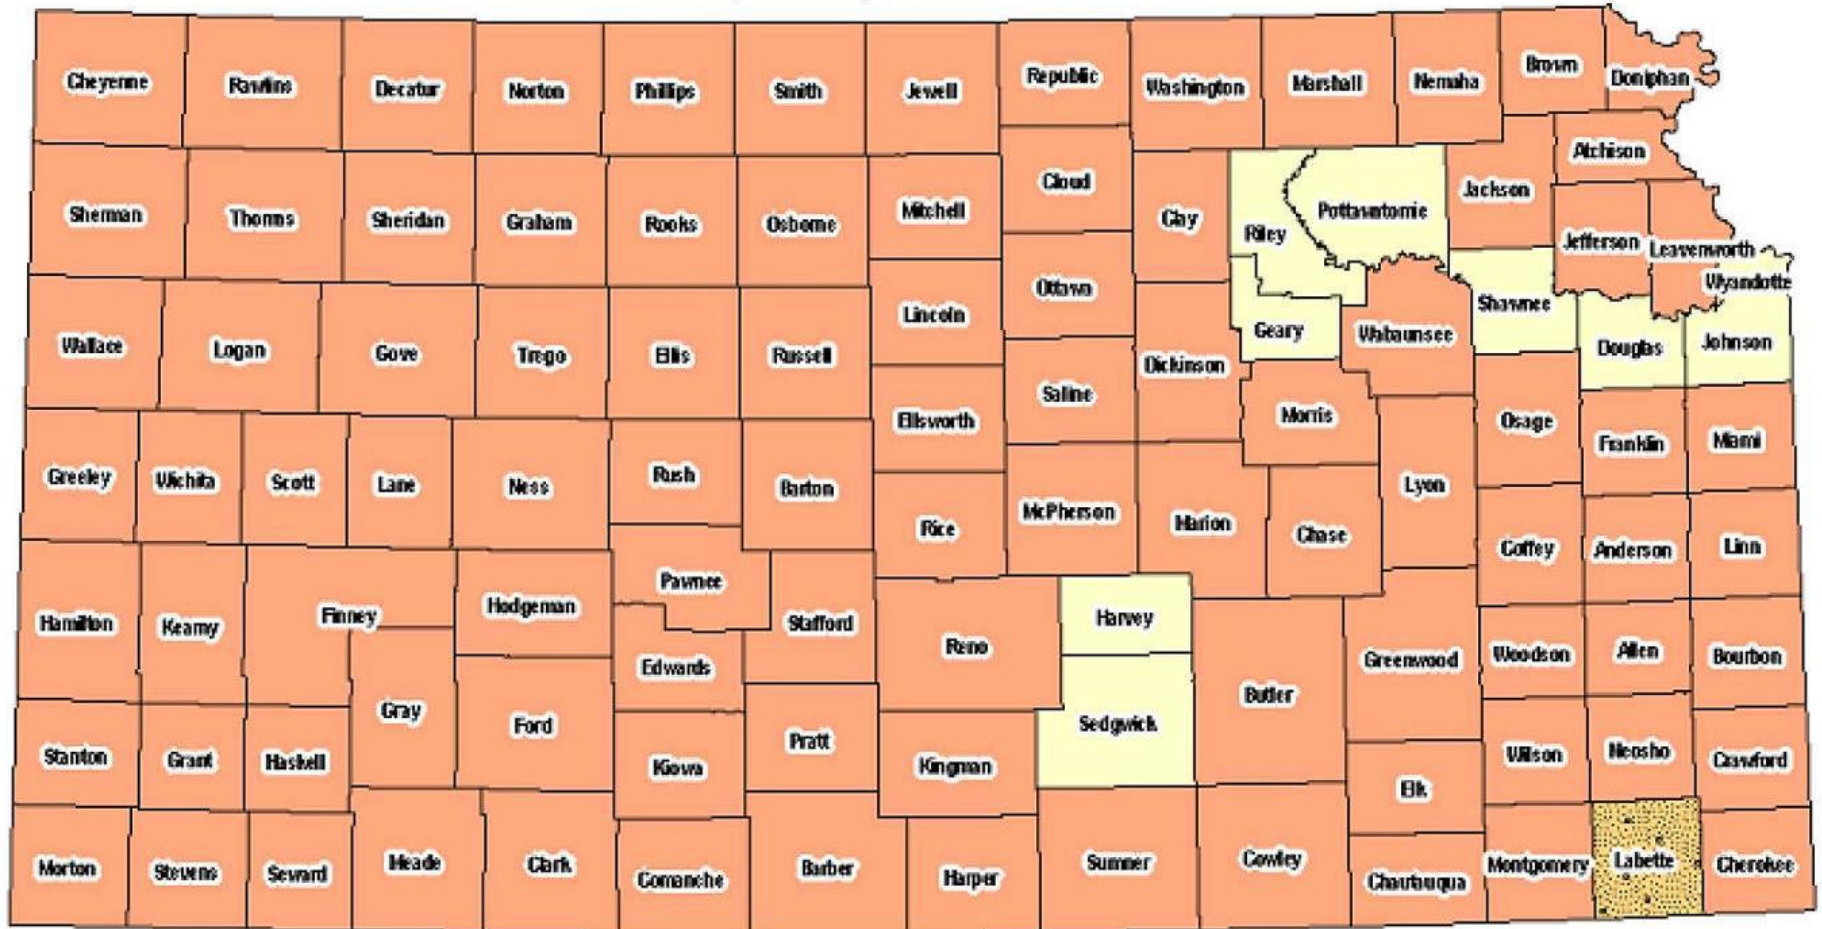 Cheyenne
Rawlins
Decatur
Norton
Phillips
Smith
Jewell
Republic
Washington
Marshall
Nemaha
Brown
Doniphan
Sherman
Thomas
Sheridan
Graham
Rooks
Osborne
Mitchell
Cloud
Clay
Riley
Pottawatomie
Jackson
Atchison
Jefferson
Leavenworth
Wyandotte
Wallace
Logan
Gove
Trego
Ellis
Russell
Lincoln
Ottawa
Saline
Dickinson
Geary
Wabaunsee
Shawnee
Douglas
Johnson
Greeley
Wichita
Scott
Lane
Ness
Rush
Barton
Ellsworth
Rice
McPherson
Marion
Morris
Chase
Lyon
Osage
Franklin
Miami
Coffey
Anderson
Linn
Hamilton
Kearny
Finney
Hodgeman
Pawnee
Edwards
Stafford
Reno
Harvey
Sedgwick
Butler
Greenwood
Woodson
Allen
Bourbon
Stanton
Grant
Haskell
Gray
Ford
Kiowa
Pratt
Kingman
Elk
Wilson
Neosho
Crawford
Morton
Stevens
Seward
Meade
Clark
Comanche
Barber
Harper
Sumner
Cowley
Chautauqua
Montgomery
Labette
Cherokee